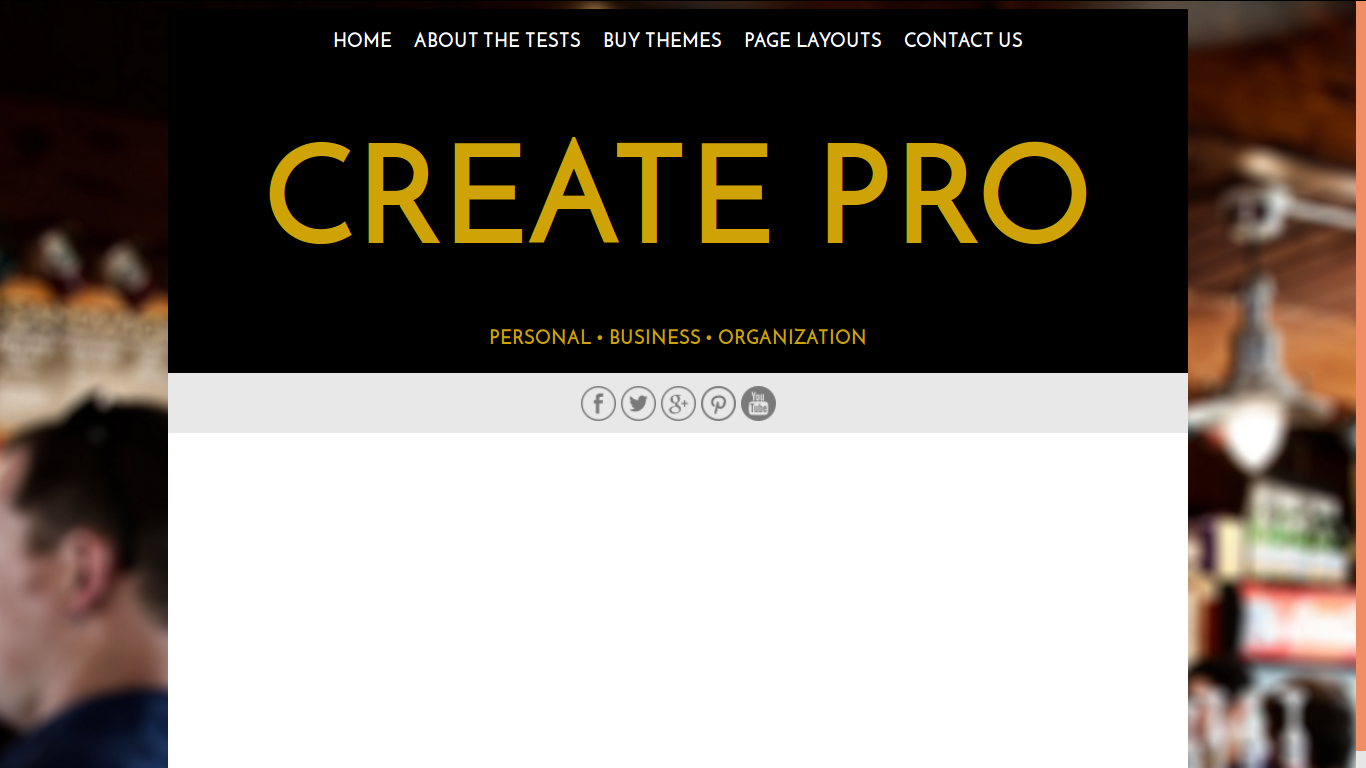 HOME ABOUT THE TESTS BUY THEMES PAGE LAYOUTS CONTACT US
CREATE PRO
PERSONAL • BUSINESS • ORGANIZATION
f g+ You Tube